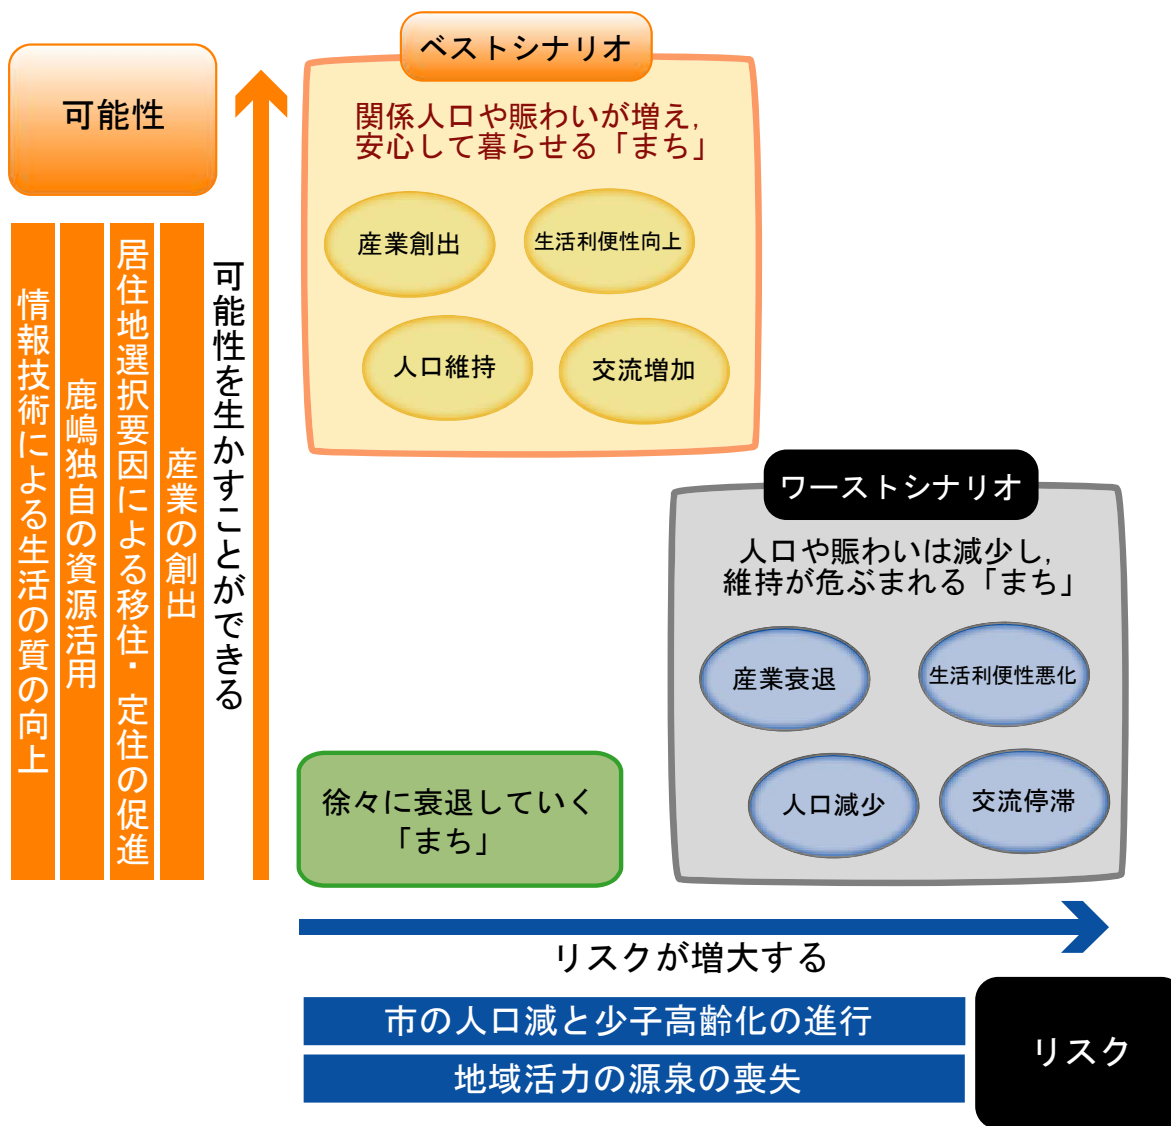 可能性
情報技術による生活の質の向上
鹿嶋独自の資源活用
居住地選択要因による移住・定住の促進
産業の創出
可能性を生かすことができる
ベストシナリオ
関係人口や賑わいが増え,
安心して暮らせる「まち」
産業創出
生活利便性向上
人口維持
交流増加
ワーストシナリオ
人口や賑わいは減少し,
維持が危ぶまれる「まち」
産業衰退
生活利便性悪化
人口減少
交流停滞
徐々に衰退していく
「まち」
リスクが増大する
市の人口減と少子高齢化の進行
地域活力の源泉の喪失
リスク